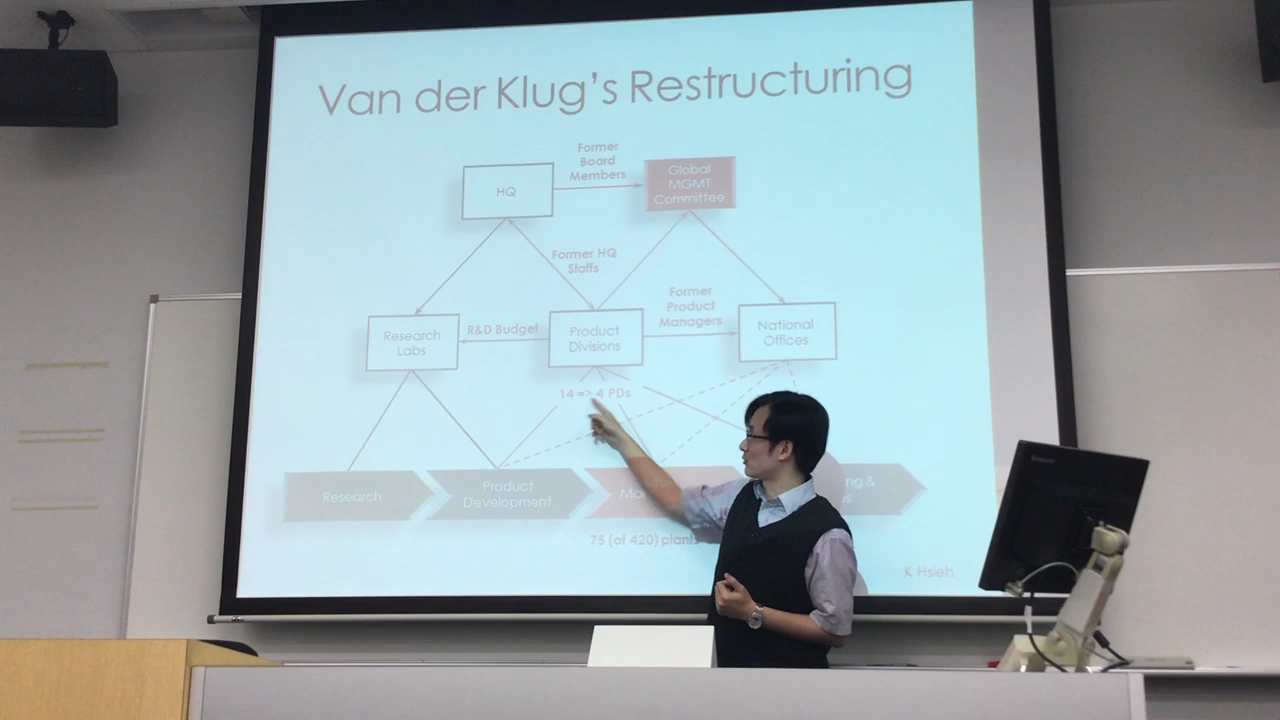 Van der Klug's Restructuring
Former
Board
Members
HQ
Global
MGMT
Committee
Former HQ
Staffs
Former
Product
Managers
Research
Labs
R&D Budget
Product
Divisions
National
Offices
14 => 4 PDs
Research
Product
Development
75 (of 420) plants
K Hsieh